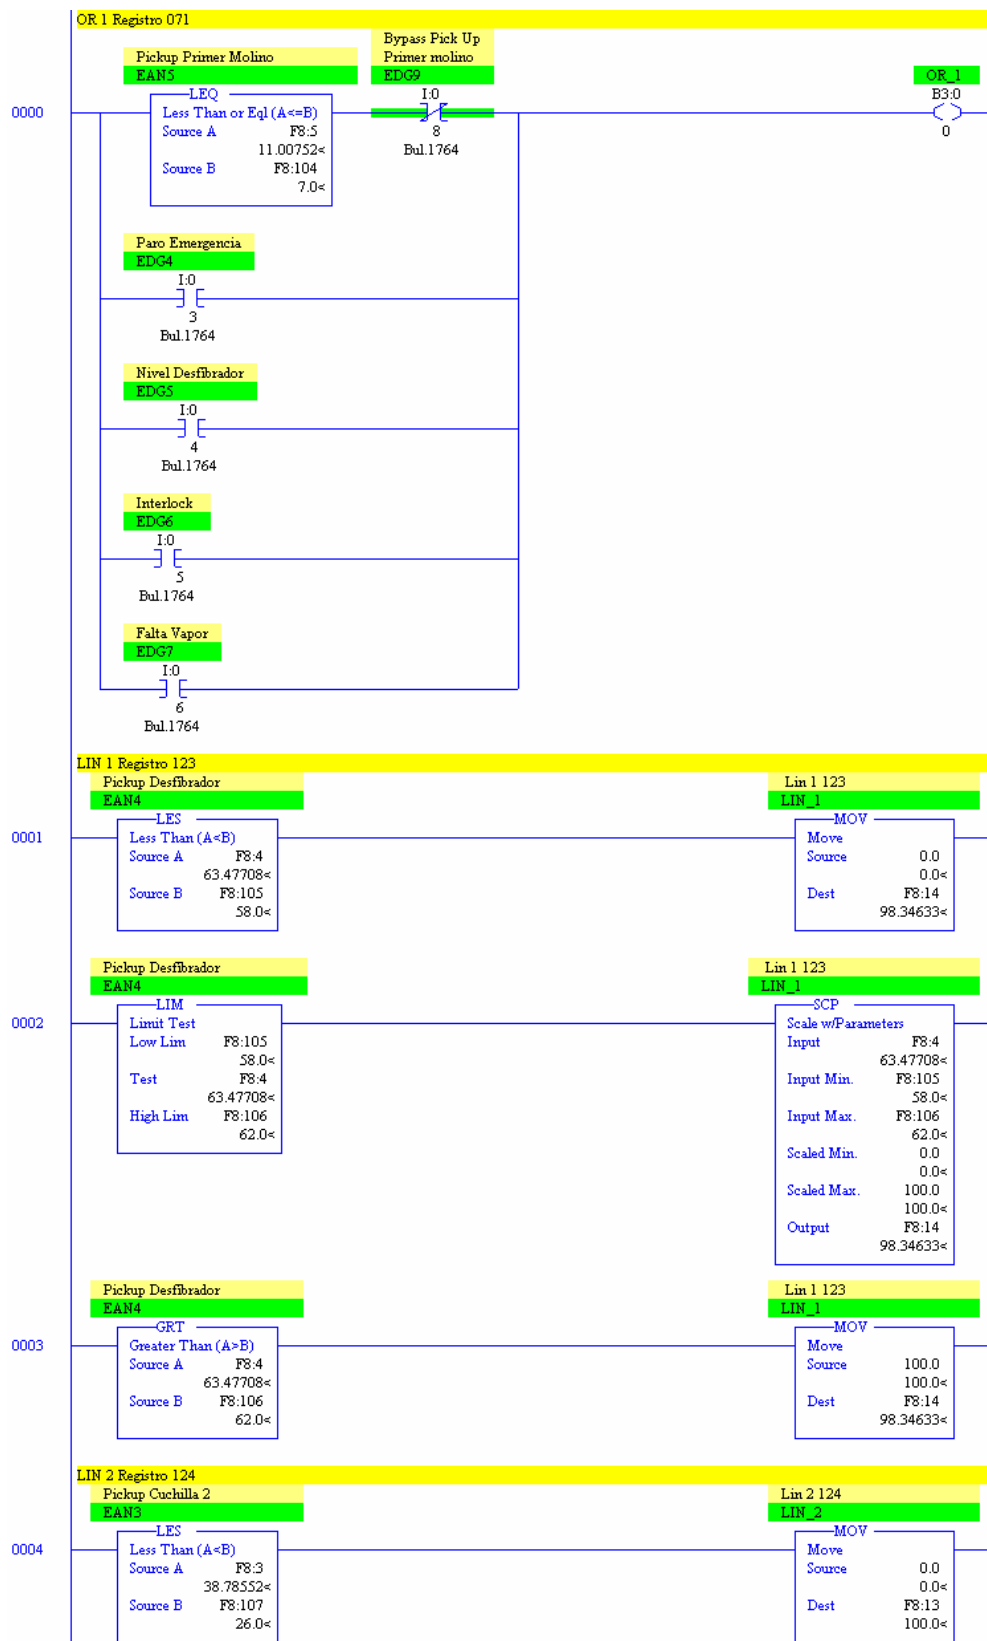 OR 1 Registro 071
Pickup Primer Molino
EAN5
Bypass Pick Up
Primer molino
EDG9
OR_1
0000
LEQ
Less Than or Eql (A<=B)
Source A F8:5
11.00752<
Source B F8:104
7.0<
I:0
8
Bul.1764
B3:0
0
Paro Emergencia
EDG4
I:0
3
Bul.1764
Nivel Desfibrador
EDG5
I:0
4
Bul.1764
Interlock
EDG6
I:0
5
Bul.1764
Falta Vapor
EDG7
I:0
6
Bul.1764
LIN 1 Registro 123
Pickup Desfibrador
EAN4
Lin 1 123
LIN_1
0001
LES
Less Than (A<B)
Source A F8:4
63.47708<
Source B F8:105
58.0<
MOV
Move
Source 0.0
0.0<
Dest F8:14
98.34633<
Pickup Desfibrador
EAN4
Lin 1 123
LIN_1
0002
LIM
Limit Test
Low Lim F8:105
58.0<
Test F8:4
63.47708<
High Lim F8:106
62.0<
SCP
Scale w/Parameters
Input F8:4
63.47708<
Input Min. F8:105
58.0<
Input Max. F8:106
62.0<
Scaled Min. 0.0
0.0<
Scaled Max. 100.0
100.0<
Output F8:14
98.34633<
Pickup Desfibrador
EAN4
Lin 1 123
LIN_1
0003
GRT
Greater Than (A>B)
Source A F8:4
63.47708<
Source B F8:106
62.0<
MOV
Move
Source 100.0
100.0<
Dest F8:14
98.34633<
LIN 2 Registro 124
Pickup Cuchilla 2
EAN3
Lin 2 124
LIN_2
0004
LES
Less Than (A<B)
Source A F8:3
38.78552<
Source B F8:107
26.0<
MOV
Move
Source 0.0
0.0<
Dest F8:13
100.0<